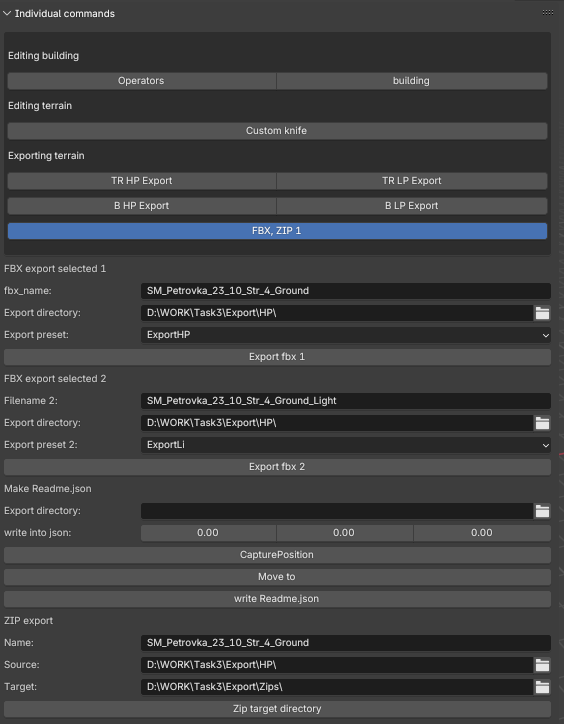 Individual commands
Editing building
Operators building
Editing terrain
Custom knife
Exporting terrain
TR HP Export TR LP Export
B HP Export B LP Export
FBX, ZIP 1
FBX export selected 1
fbx_name: SM_Petrovka_23_10_Str_4_Ground
Export directory: D:\WORK\Task3\Export\HP\
Export preset: ExportHP
Export fbx 1
FBX export selected 2
Filename 2: SM_Petrovka_23_10_Str_4_Ground_Light
Export directory: D:\WORK\Task3\Export\HP\
Export preset 2: ExportLi
Export fbx 2
Make Readme.json
Export directory:
write into json: 0.00 0.00 0.00
CapturePosition
Move to
write Readme.json
ZIP export
Name: SM_Petrovka_23_10_Str_4_Ground
Source: D:\WORK\Task3\Export\HP\
Target: D:\WORK\Task3\Export\Zips\
Zip target directory